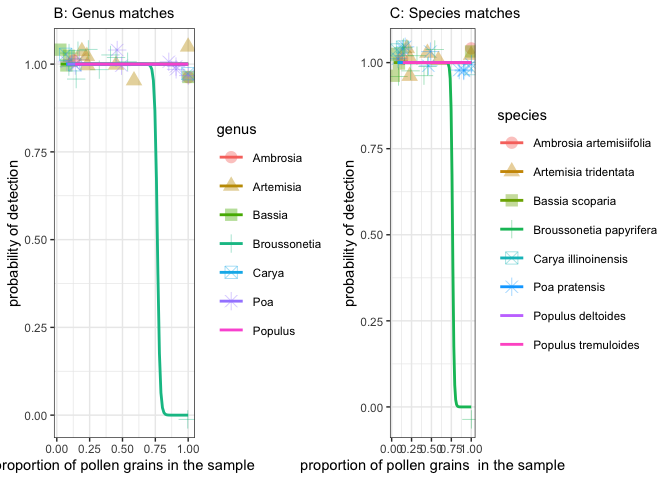 B: Genus matches
probability of detection
1.00
0.75
0.50
0.25
0.00
0.00 0.25 0.50 0.75 1.00
proportion of pollen grains in the sample
genus
Ambrosia
Artemisia
Bassia
Broussonetia
Carya
Poa
Populus
C: Species matches
probability of detection
1.00
0.75
0.50
0.25
0.00
0.00 0.25 0.50 0.75 1.00
proportion of pollen grains  in the sample
species
Ambrosia artemisiifolia
Artemisia tridentata
Bassia scoparia
Broussonetia papyrifera
Carya illinoinensis
Poa pratensis
Populus deltoides
Populus tremuloides